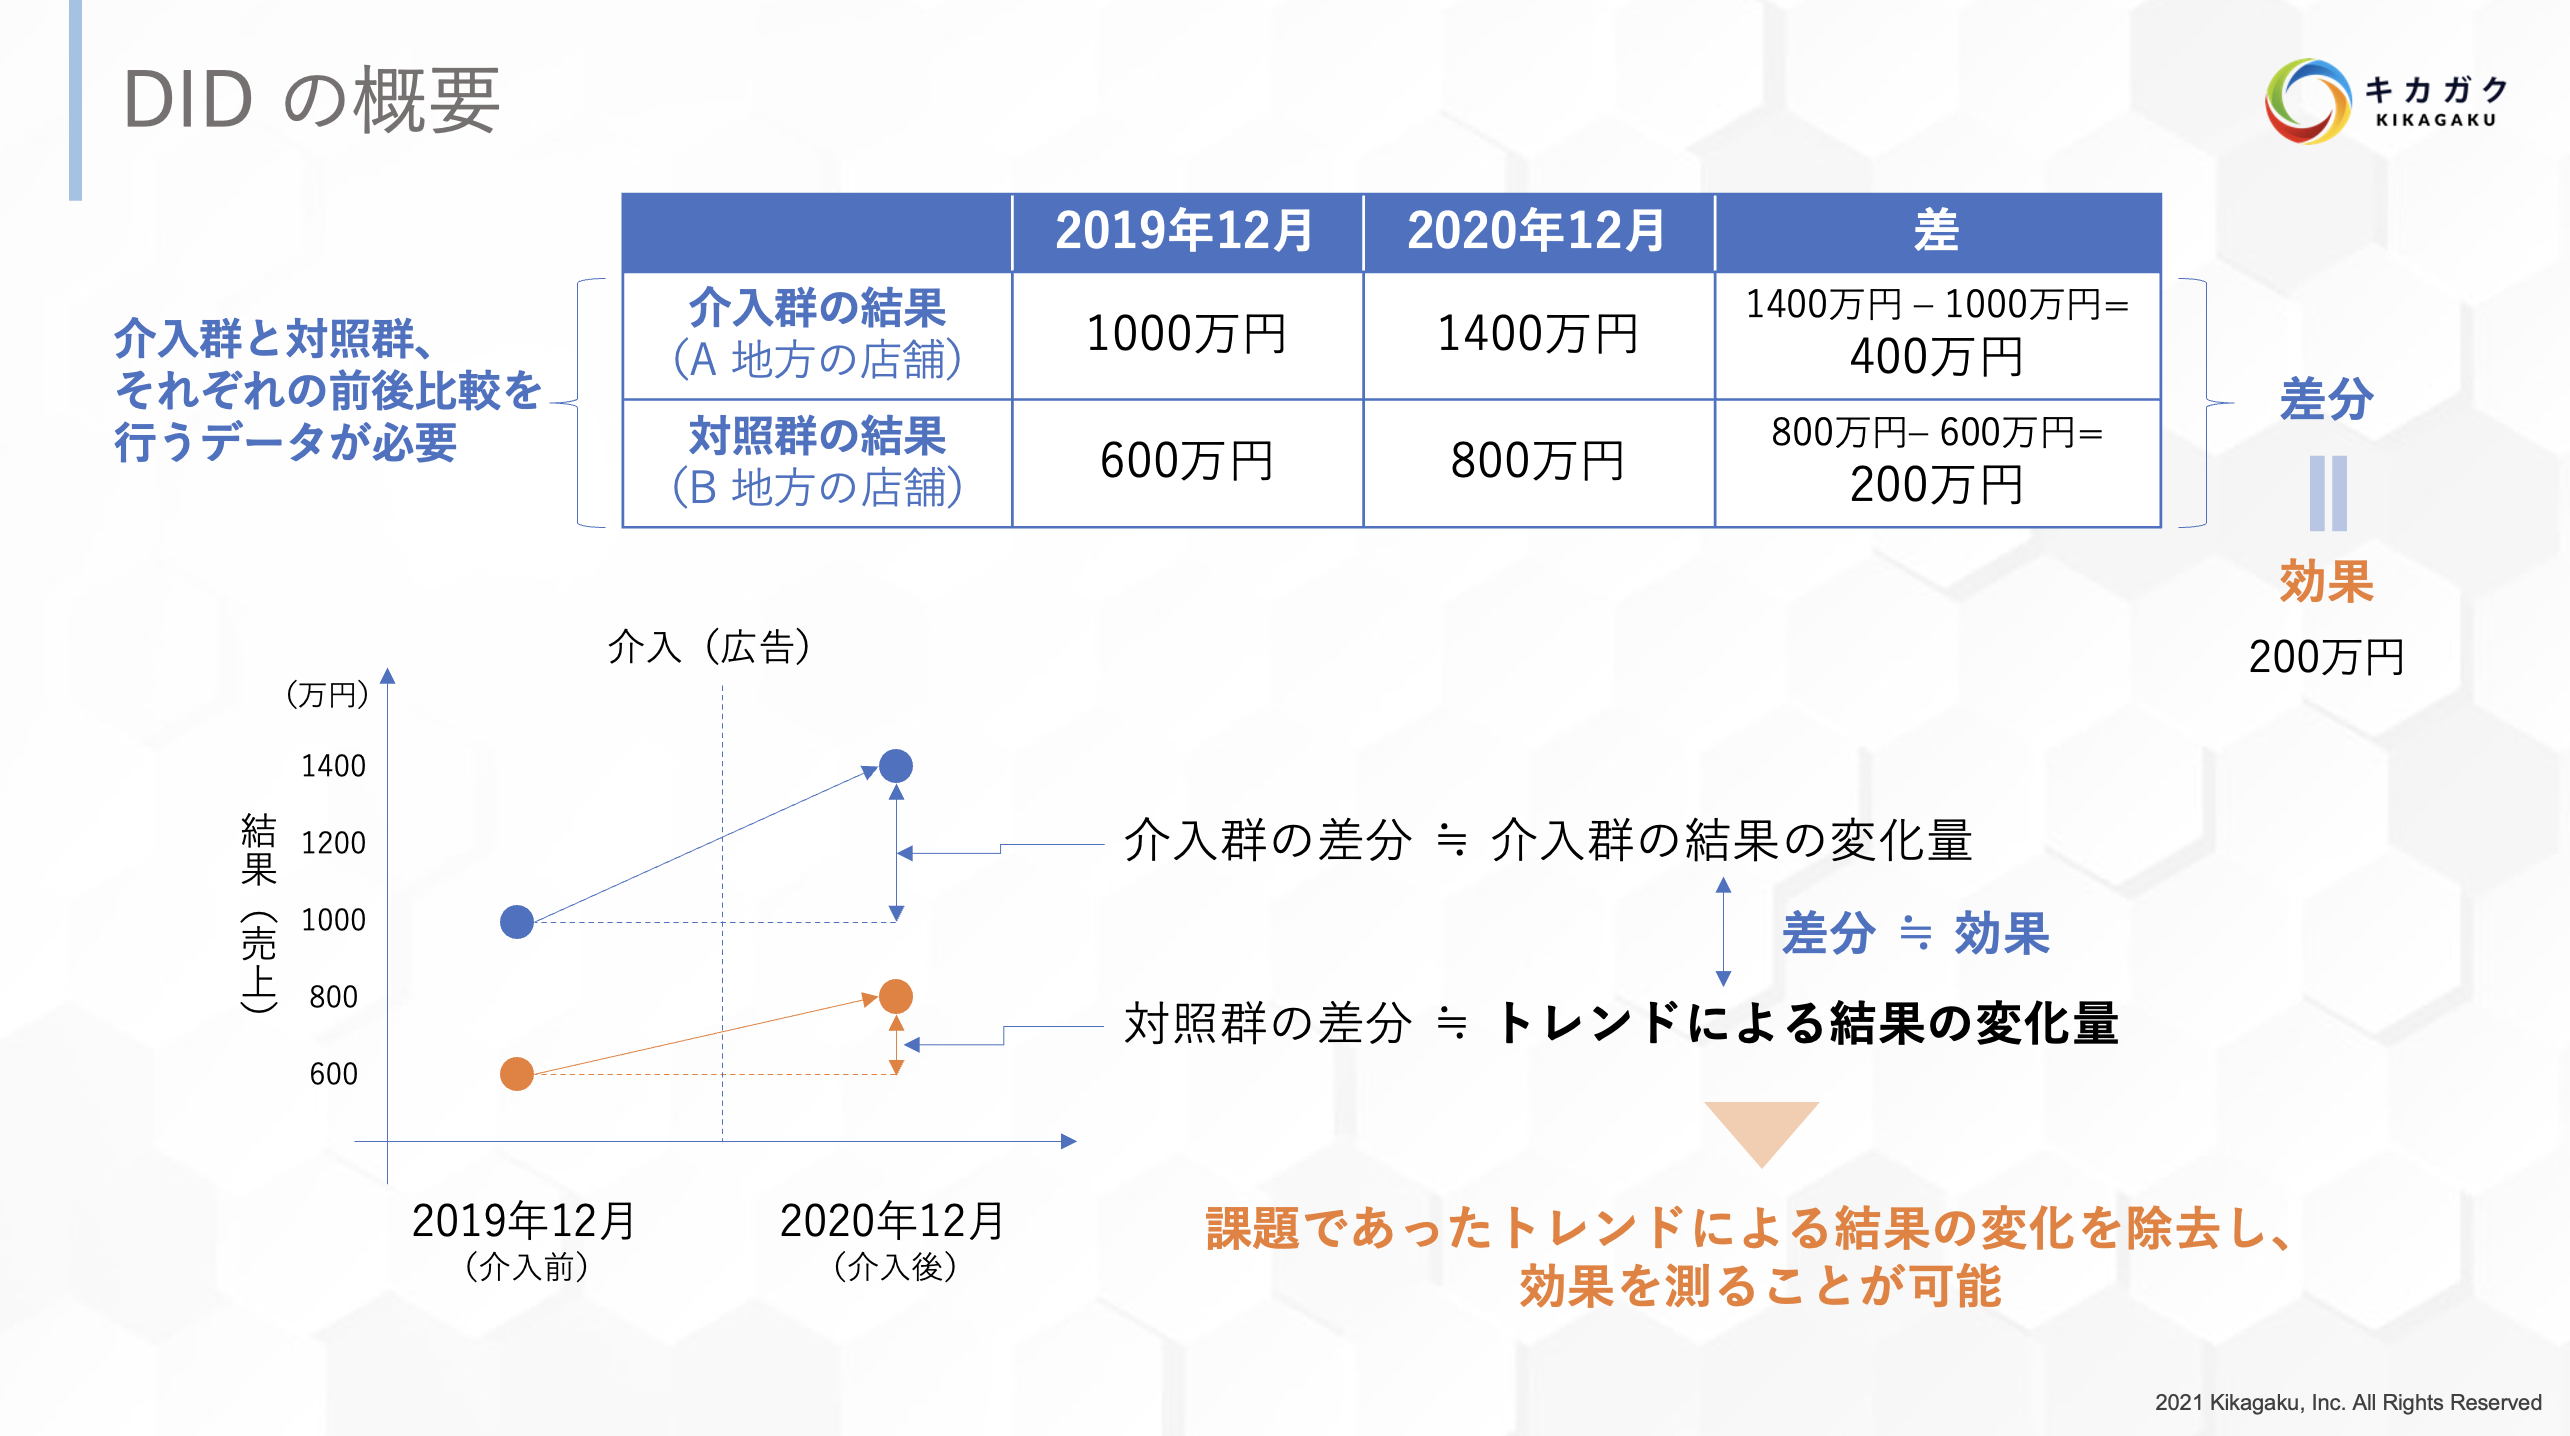 DID の概要
キカガク
KIKAGAKU
2019年12月 2020年12月 差
介入群と対照群、
それぞれの前後比較を
行うデータが必要
介入群の結果
（A 地方の店舗）
1000万円
1400万円
1400万円 – 1000万円=
400万円
対照群の結果
（B 地方の店舗）
600万円
800万円
800万円– 600万円=
200万円
差分
効果
200万円
介入（広告）
（万円）
1400
1200
1000
800
600
結果（売上）
2019年12月
（介入前）
2020年12月
（介入後）
介入群の差分 ≒ 介入群の結果の変化量
差分 ≒ 効果
対照群の差分 ≒ トレンドによる結果の変化量
課題であったトレンドによる結果の変化を除去し、
効果を測ることが可能
2021 Kikagaku, Inc. All Rights Reserved